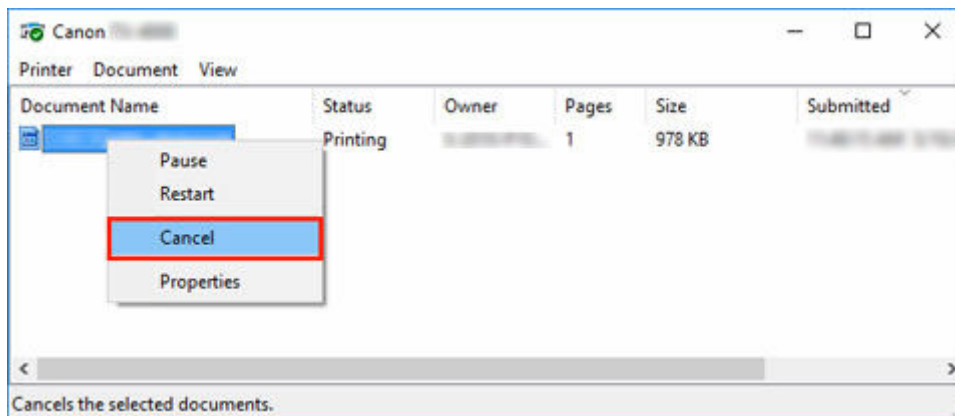 Canon
Printer Document View
Document Name Status Owner Pages Size Submitted
Printing 1 978 KB
Pause
Restart
Cancel
Properties
Cancels the selected documents.